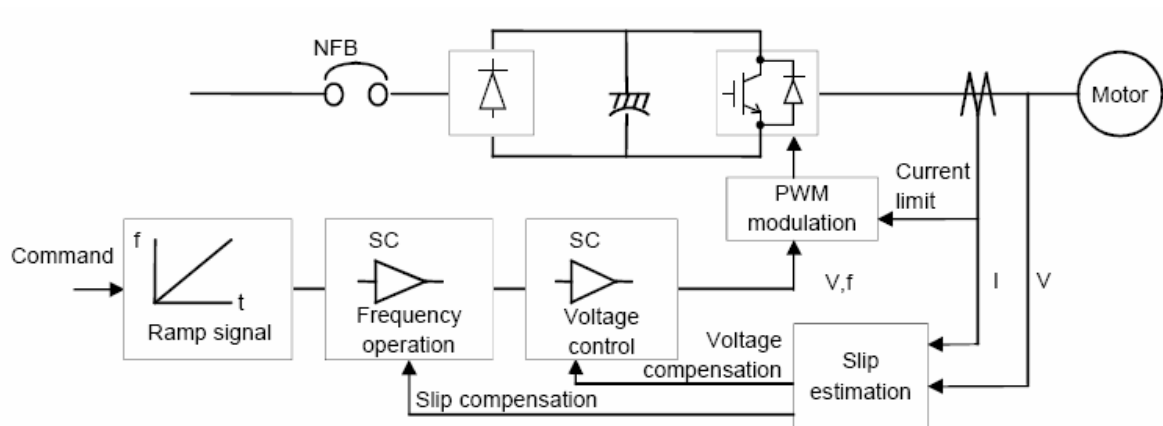 NFB
Motor
Current
limit
PWM
modulation
Command
f
t
Ramp signal
SC
Frequency
operation
SC
Voltage
control
V,f
I
V
Voltage
compensation
Slip compensation
Slip
estimation